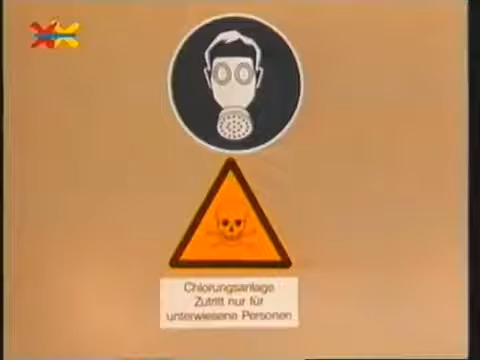 Chlorungsanlage
Zutritt nur für
unterwiesene Personen